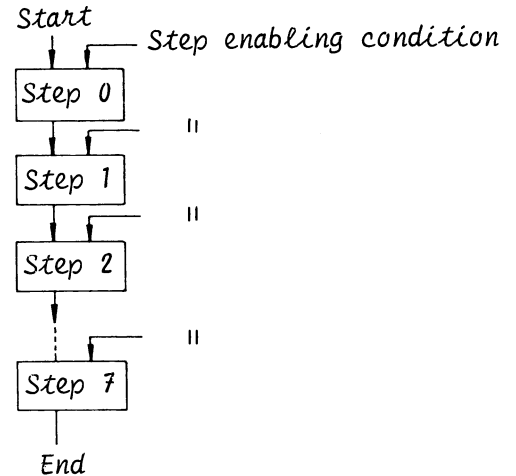 Start
Step enabling condition
Step 0
"
Step 1
"
Step 2
"
Step 7
End